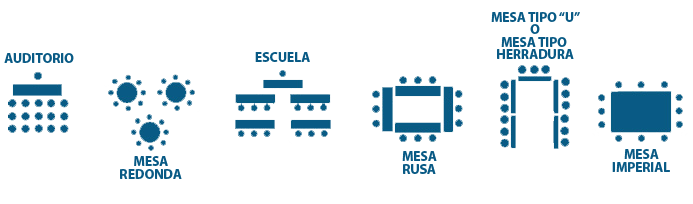 AUDITORIO
MESA
REDONDA
ESCUELA
MESA
RUSA
MESA TIPO “U”
O
MESA TIPO
HERRADURA
MESA
IMPERIAL